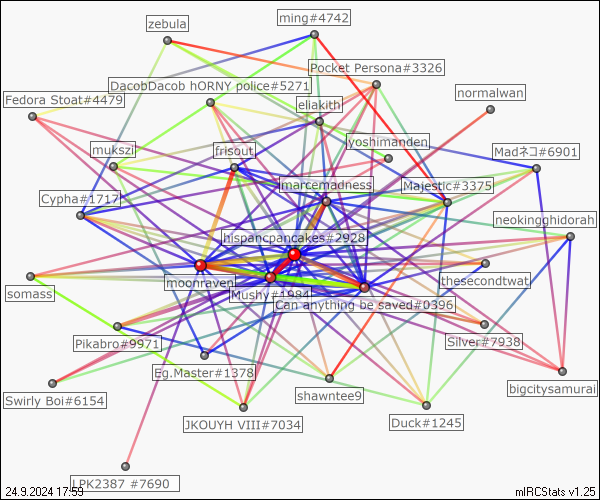 ming#4742
zebula
Pocket Persona#3326
DacobDacob hORNY police#5271
normalwan
Fedora Stoat#4479
eliakith
yoshimanden
mukszi
frisout
Madネコ#6901
marcemadness
Majestic#3375
Cypha#1717
neokingghidorah
hispancpancakes#2928
moonraven
thesecondtwat
somass
Mushy#1984
Can anything be saved#0396
Pikabro#9971
Silver#7938
Eg.Master#1378
bigcitysamurai
Swirly Boi#6154
shawntee9
JKOUYH VIII#7034
Duck#1245
LPK2387 #7690
24.9.2024 17:59
mIRCStats v1.25